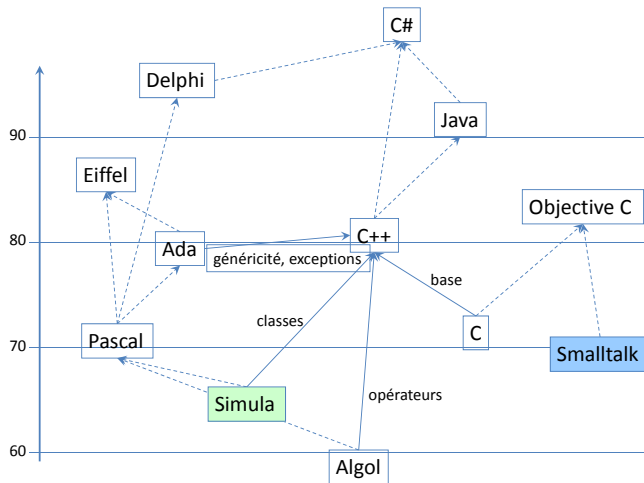 C#
Delphi
Java
90
Eiffel
Objective C
C++
80
Ada
généricité, exceptions
base
classes
C
Pascal
70
Smalltalk
Simula
opérateurs
60
Algol